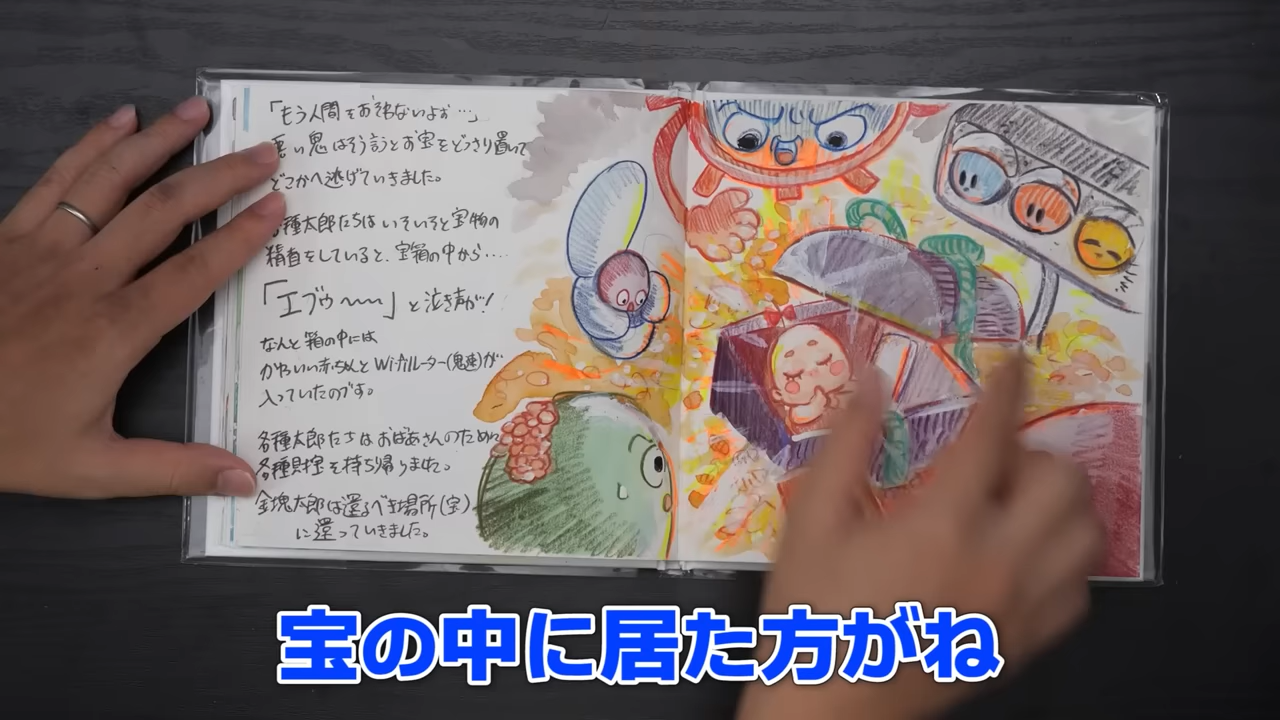 「もう人間をおそわないよぉ…」
悪い鬼はそう言うとお宝をどっさり置いて
どこかへ逃げていきました。
各種太郎たちはいそいそと宝物の
精査をしていると、宝箱の中から‥‥
「エブゥ〜〜」と泣き声が!
なんと箱の中には
かわいい赤ちゃんとWi-Fiルーター(鬼速)が
入っていたのです。
各種太郎たちはおばあさんのために
各種財宝を持ち帰りました。
金塊太郎は還るべき場所(宝)
に還っていきました。
宝の中に居た方がね